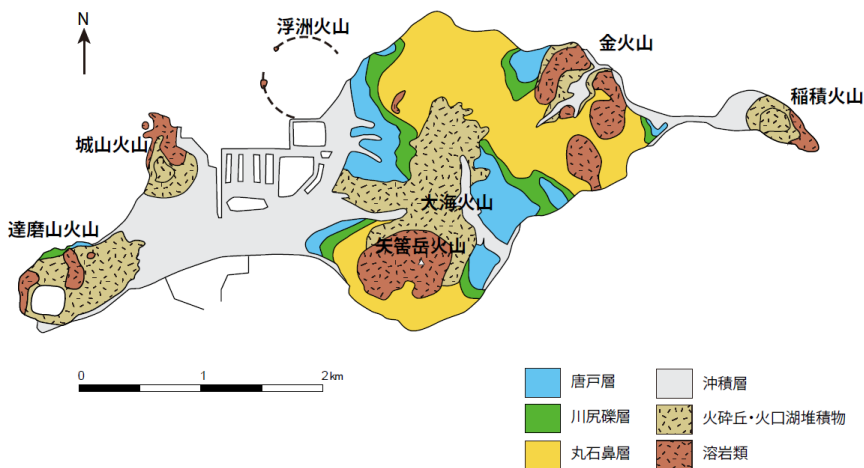 N
浮洲火山
金火山
稲積火山
城山火山
大海火山
達磨山火山
矢筈岳火山
0 1 2km
唐戸層 沖積層
川尻礫層 火砕丘・火口湖堆積物
丸石鼻層 溶岩類